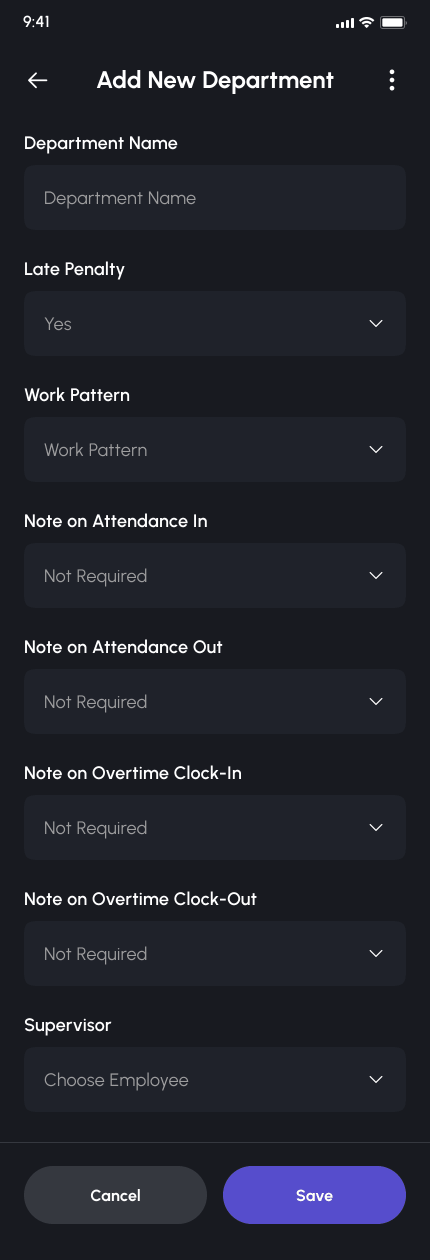 9:41
Add New Department
Department Name
Department Name
Late Penalty
Yes
Work Pattern
Work Pattern
Note on Attendance In
Not Required
Note on Attendance Out
Not Required
Note on Overtime Clock-In
Not Required
Note on Overtime Clock-Out
Not Required
Supervisor
Choose Employee
Cancel
Save